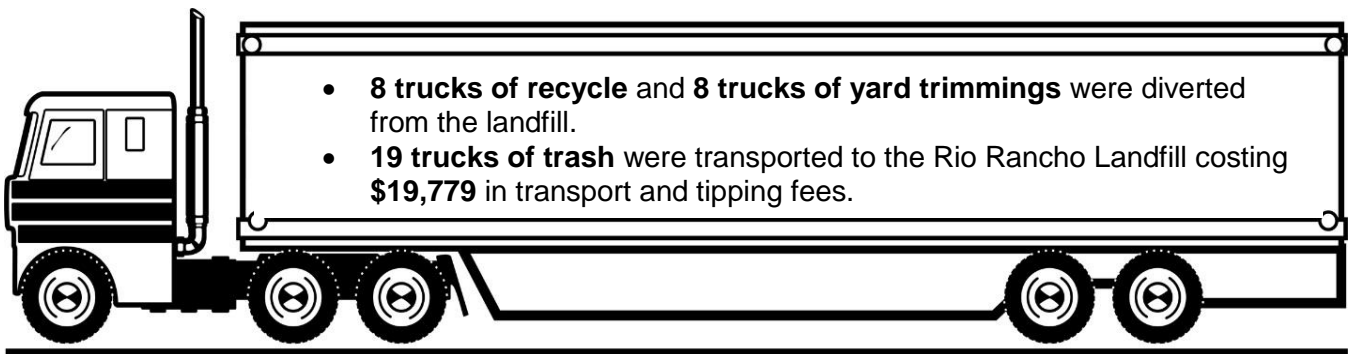 • 8 trucks of recycle and 8 trucks of yard trimmings were diverted
from the landfill.
• 19 trucks of trash were transported to the Rio Rancho Landfill costing
$19,779 in transport and tipping fees.